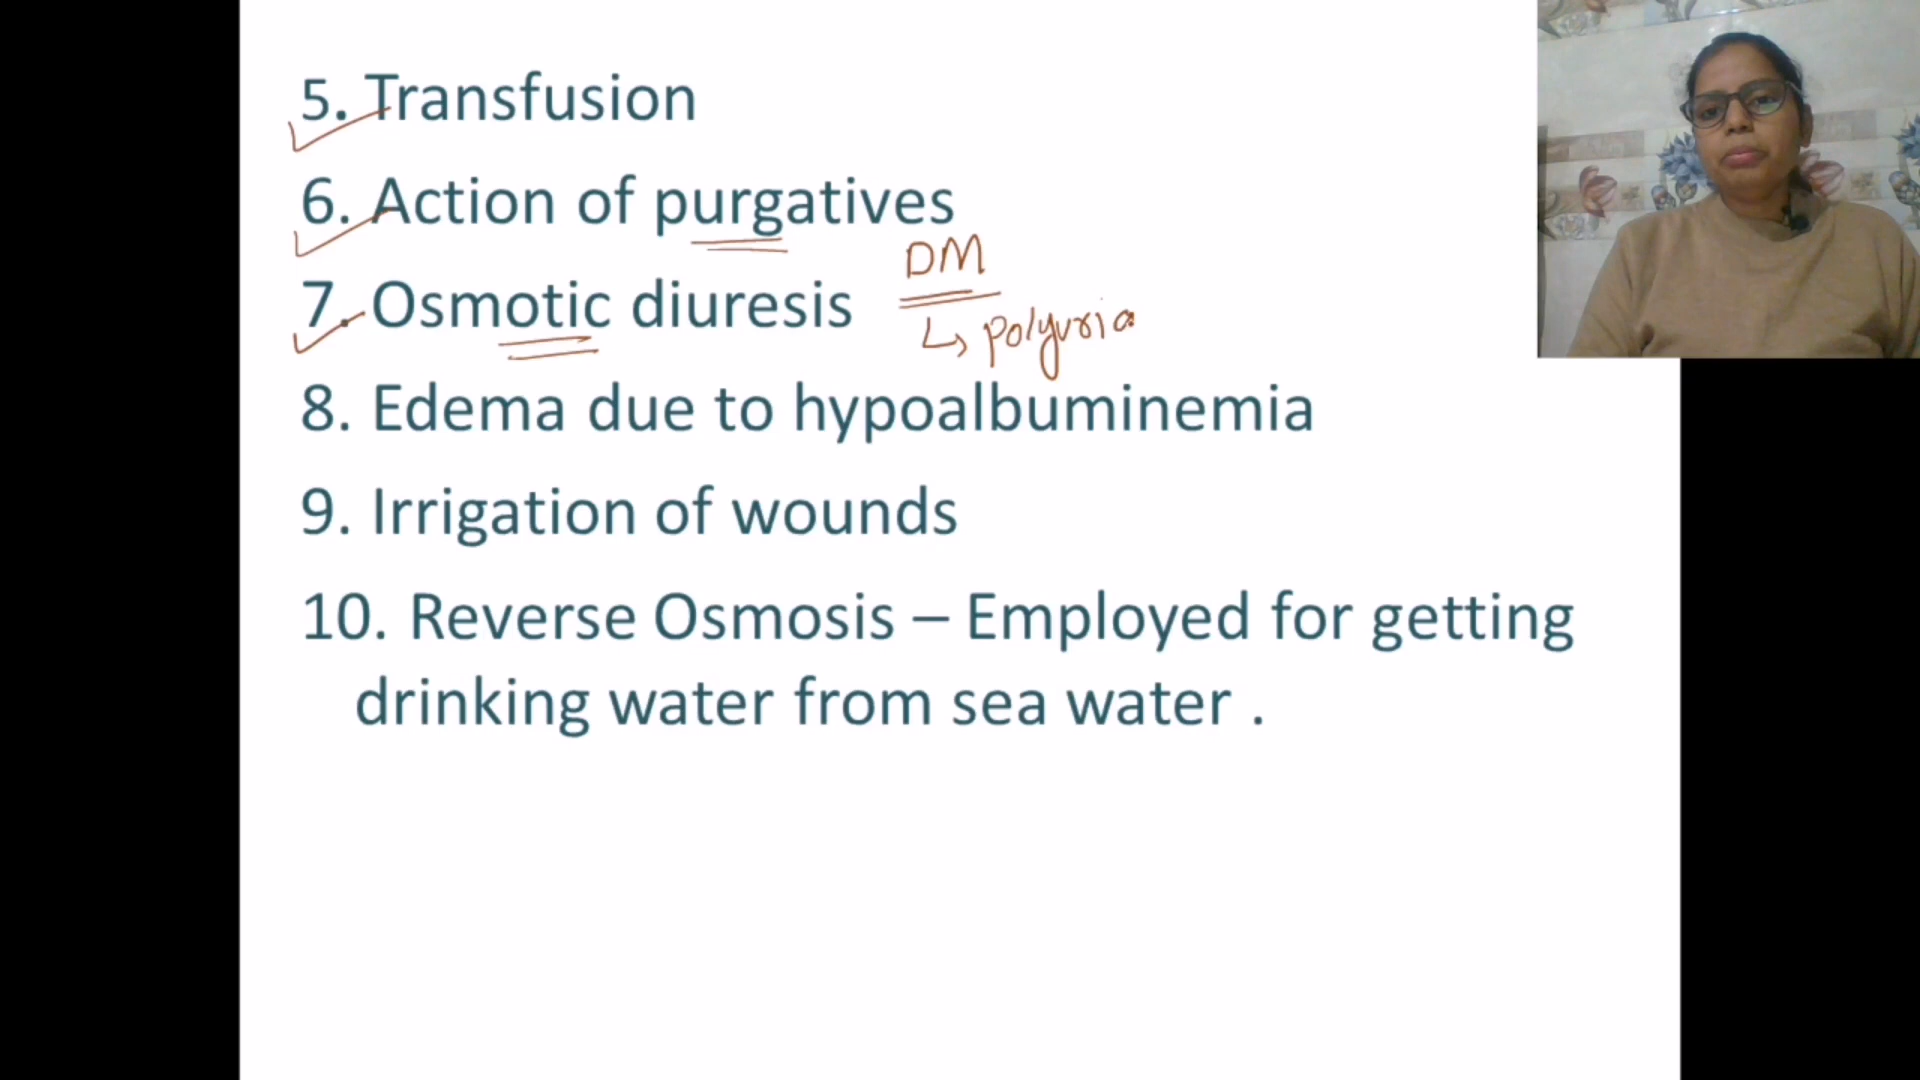 5. Transfusion
6. Action of purgatives
DM
7. Osmotic diuresis
↳ polyuria
8. Edema due to hypoalbuminemia
9. Irrigation of wounds
10. Reverse Osmosis – Employed for getting
drinking water from sea water .